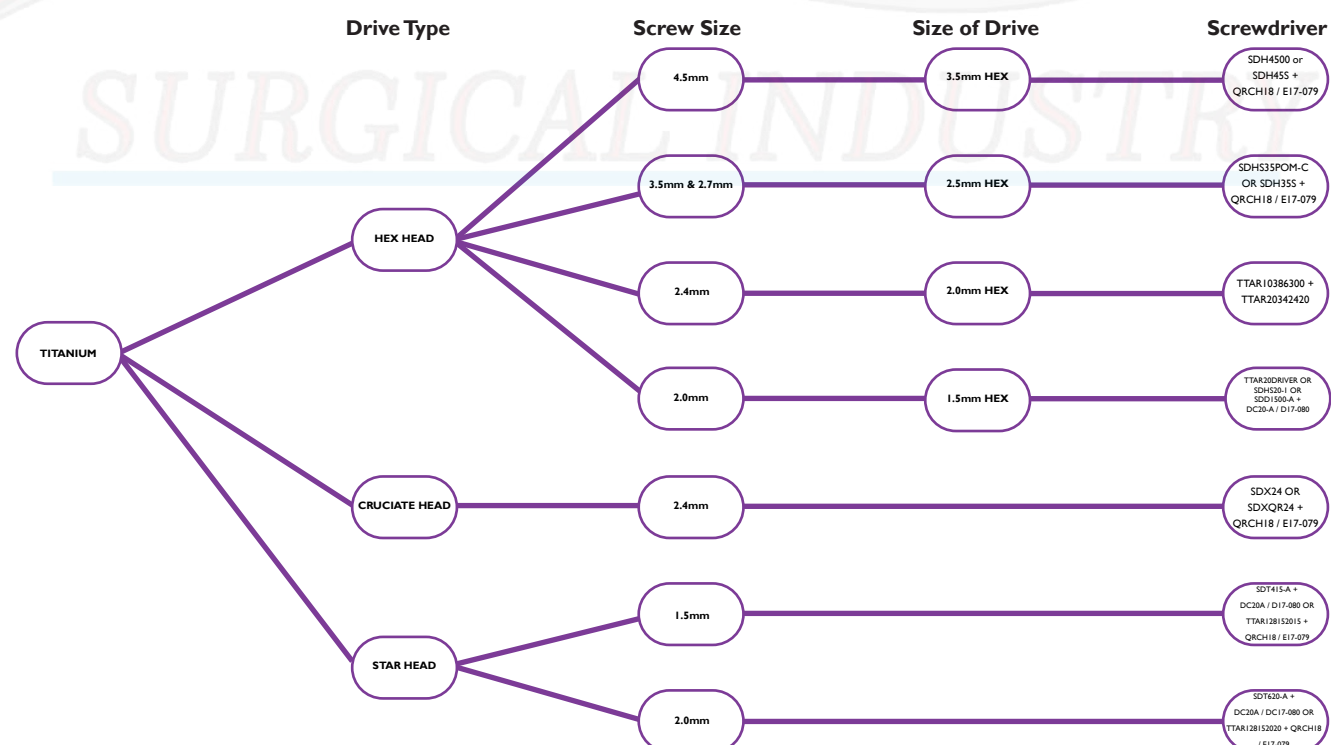 Drive Type
Screw Size
Size of Drive
Screwdriver
SURGICAL INDUSTRY
TITANIUM
HEX HEAD
4.5mm
3.5mm HEX
SDH4500 or
SDH45S +
QRCH18 / E17-079
3.5mm & 2.7mm
2.5mm HEX
SDHS35POM-C
OR SDH35S +
QRCH18 / E17-079
2.4mm
2.0mm HEX
TTAR10386300 +
TTAR20342420
2.0mm
1.5mm HEX
TTAR20DRIVER OR
SDHS20-1 OR
SDD1500-A +
DC20-A / D17-080
CRUCIATE HEAD
2.4mm
SDX24 OR
SDXQR24 +
QRCH18 / E17-079
STAR HEAD
1.5mm
SDT415-A +
DC20A / D17-080 OR
TTAR128152015 +
QRCH18 / E17-079
2.0mm
SDT620-A +
DC20A / DC17-080 OR
TTAR128152020 + QRCH18
/ E17-079